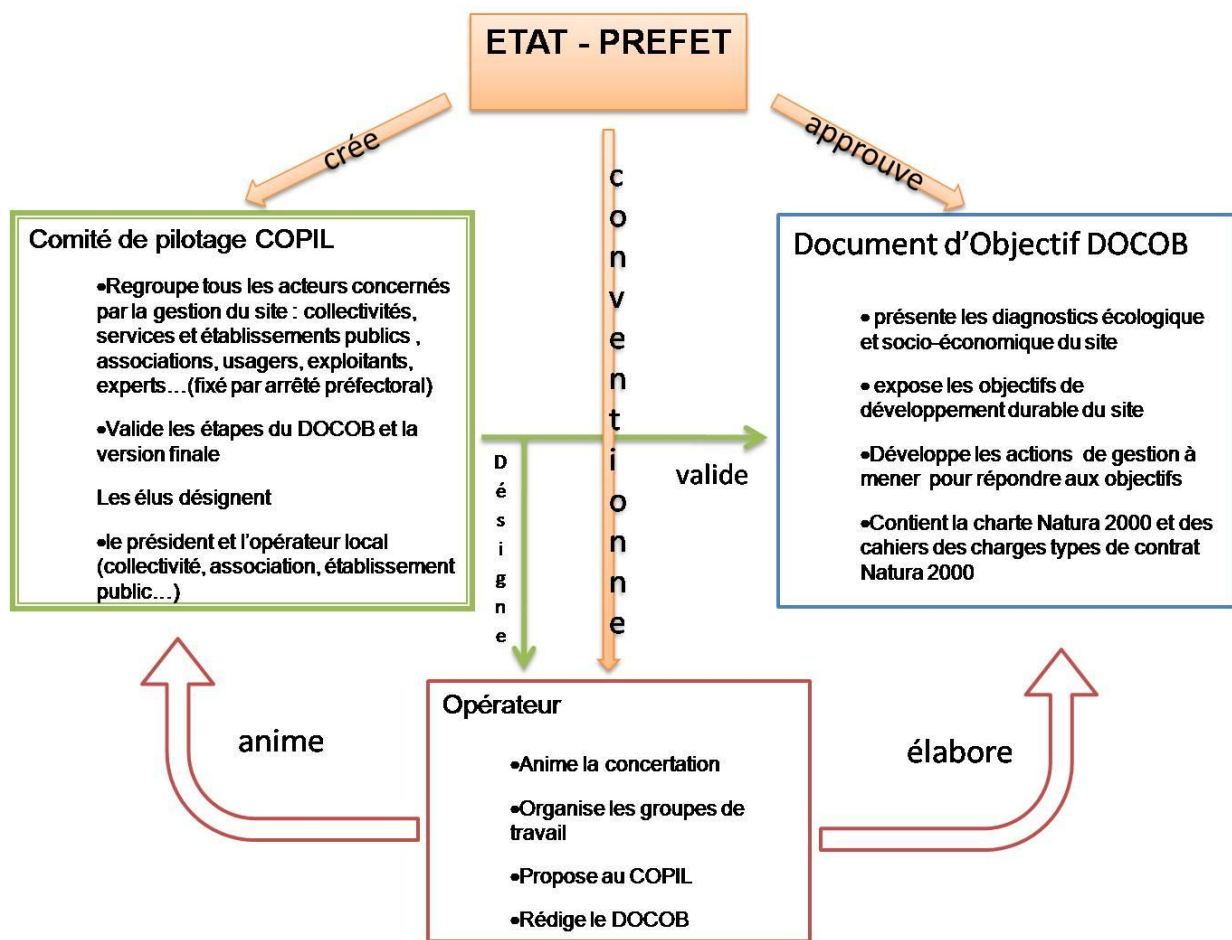 ETAT - PREFET
crée
conventionne
approuve
Comité de pilotage COPIL
•Regroupe tous les acteurs concernés
par la gestion du site : collectivités,
services et établissements publics ,
associations, usagers, exploitants,
experts…(fixé par arrêté préfectoral)
•Valide les étapes du DOCOB et la
version finale
Les élus désignent
•le président et l'opérateur local
(collectivité, association, établissement
public…)
Désigne
valide
Document d'Objectif DOCOB
• présente les diagnostics écologique
et socio-économique du site
• expose les objectifs de
développement durable du site
•Développe les actions de gestion à
mener pour répondre aux objectifs
•Contient la charte Natura 2000 et des
cahiers des charges types de contrat
Natura 2000
anime
Opérateur
•Anime la concertation
•Organise les groupes de
travail
•Propose au COPIL
•Rédige le DOCOB
élabore